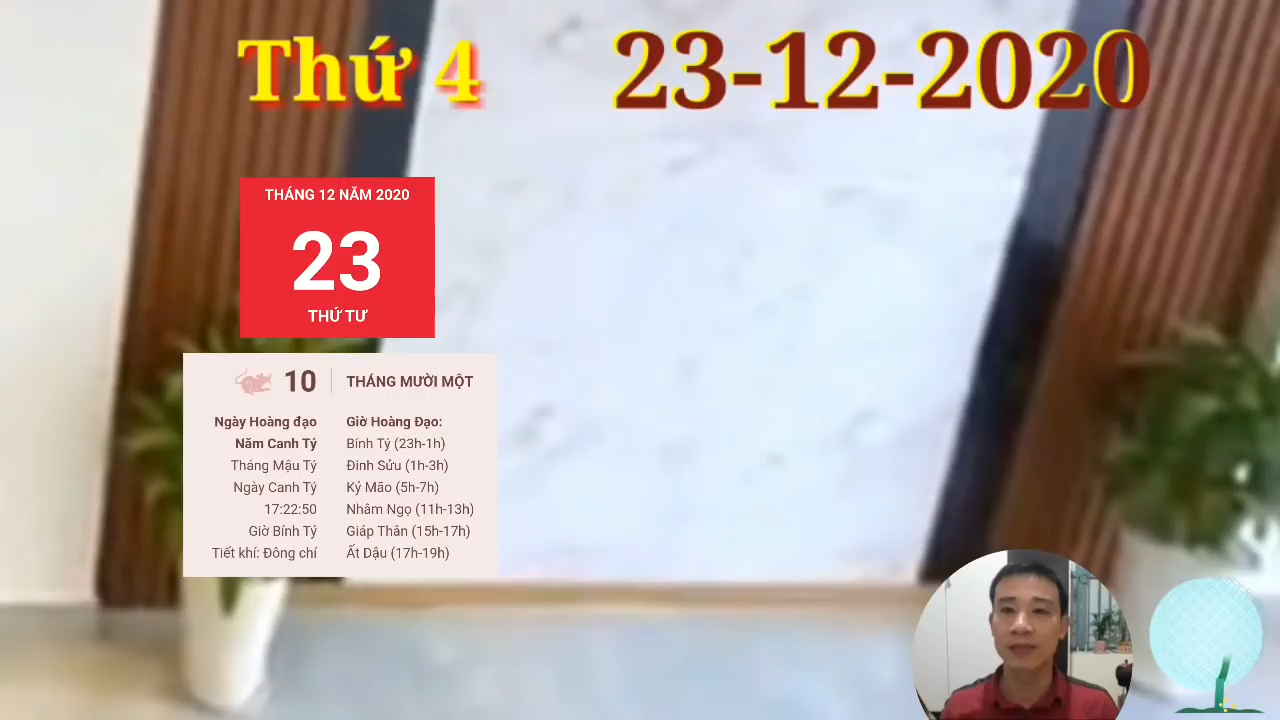 Thứ 4 23-12-2020
THÁNG 12 NĂM 2020
23
THỨ TƯ
10 THÁNG MƯỜI MỘT
Ngày Hoàng đạo
Năm Canh Tý
Tháng Mậu Tý
Ngày Canh Tý
17:22:50
Giờ Bính Tý
Tiết khí: Đông chí
Giờ Hoàng Đạo:
Bính Tý (23h-1h)
Đinh Sửu (1h-3h)
Kỷ Mão (5h-7h)
Nhâm Ngọ (11h-13h)
Giáp Thân (15h-17h)
Ất Dậu (17h-19h)